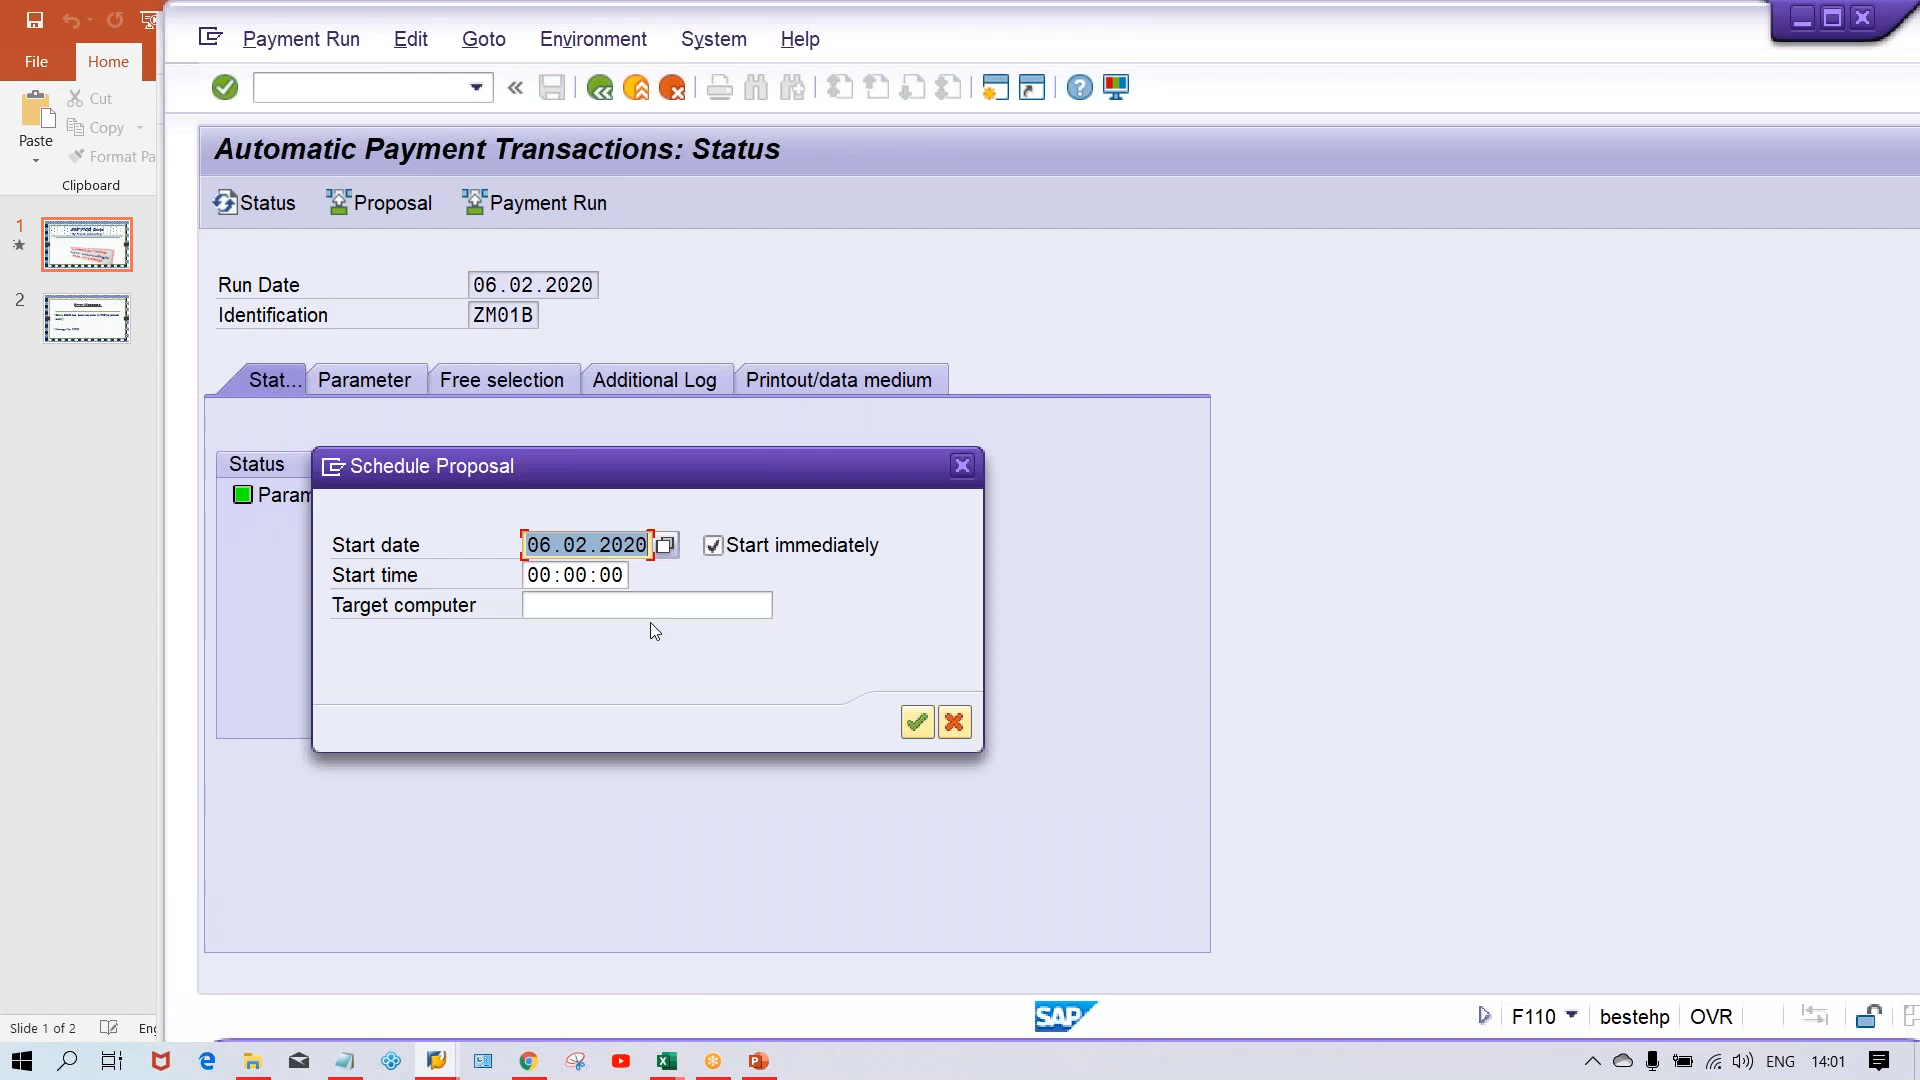 Payment Run Edit Goto Environment System Help
File Home
Cut
Copy
Paste
Format Pa
Clipboard
Automatic Payment Transactions: Status
Status Proposal Payment Run
1
2
Run Date 06.02.2020
Identification ZM01B
Stat... Parameter Free selection Additional Log Printout/data medium
Status
Param
Schedule Proposal
Start date 06.02.2020 Start immediately
Start time 00:00:00
Target computer
SAP
F110 bestehp OVR
Slide 1 of 2 Eng
ENG 14:01